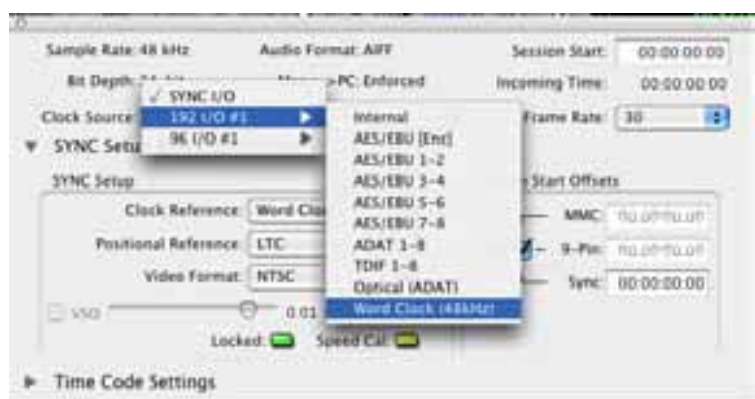 Sample Rate: 48 kHz
Audio Format: AIFF
Session Start: 00:00:00:00
Bit Depth:
PC: Enforced
Incoming Time: 00:00:00:00
Clock Source:
✓ SYNC I/O
192 I/O #1
96 I/O #1
Internal
AES/EBU [Enc]
AES/EBU 1-2
AES/EBU 3-4
AES/EBU 5-6
AES/EBU 7-8
ADAT 1-8
TDIF 1-8
Optical (ADAT)
Word Clock (48kHz)
Frame Rate: 30
SYNC Setu
SYNC Setup
Start Offsets
Clock Reference: Word Clo
MMC:
Positional Reference: LTC
9-Pin:
Video Format: NTSC
Sync: 00:00:00:00
VSO
0.01
Locked:
Speed Cal:
Time Code Settings